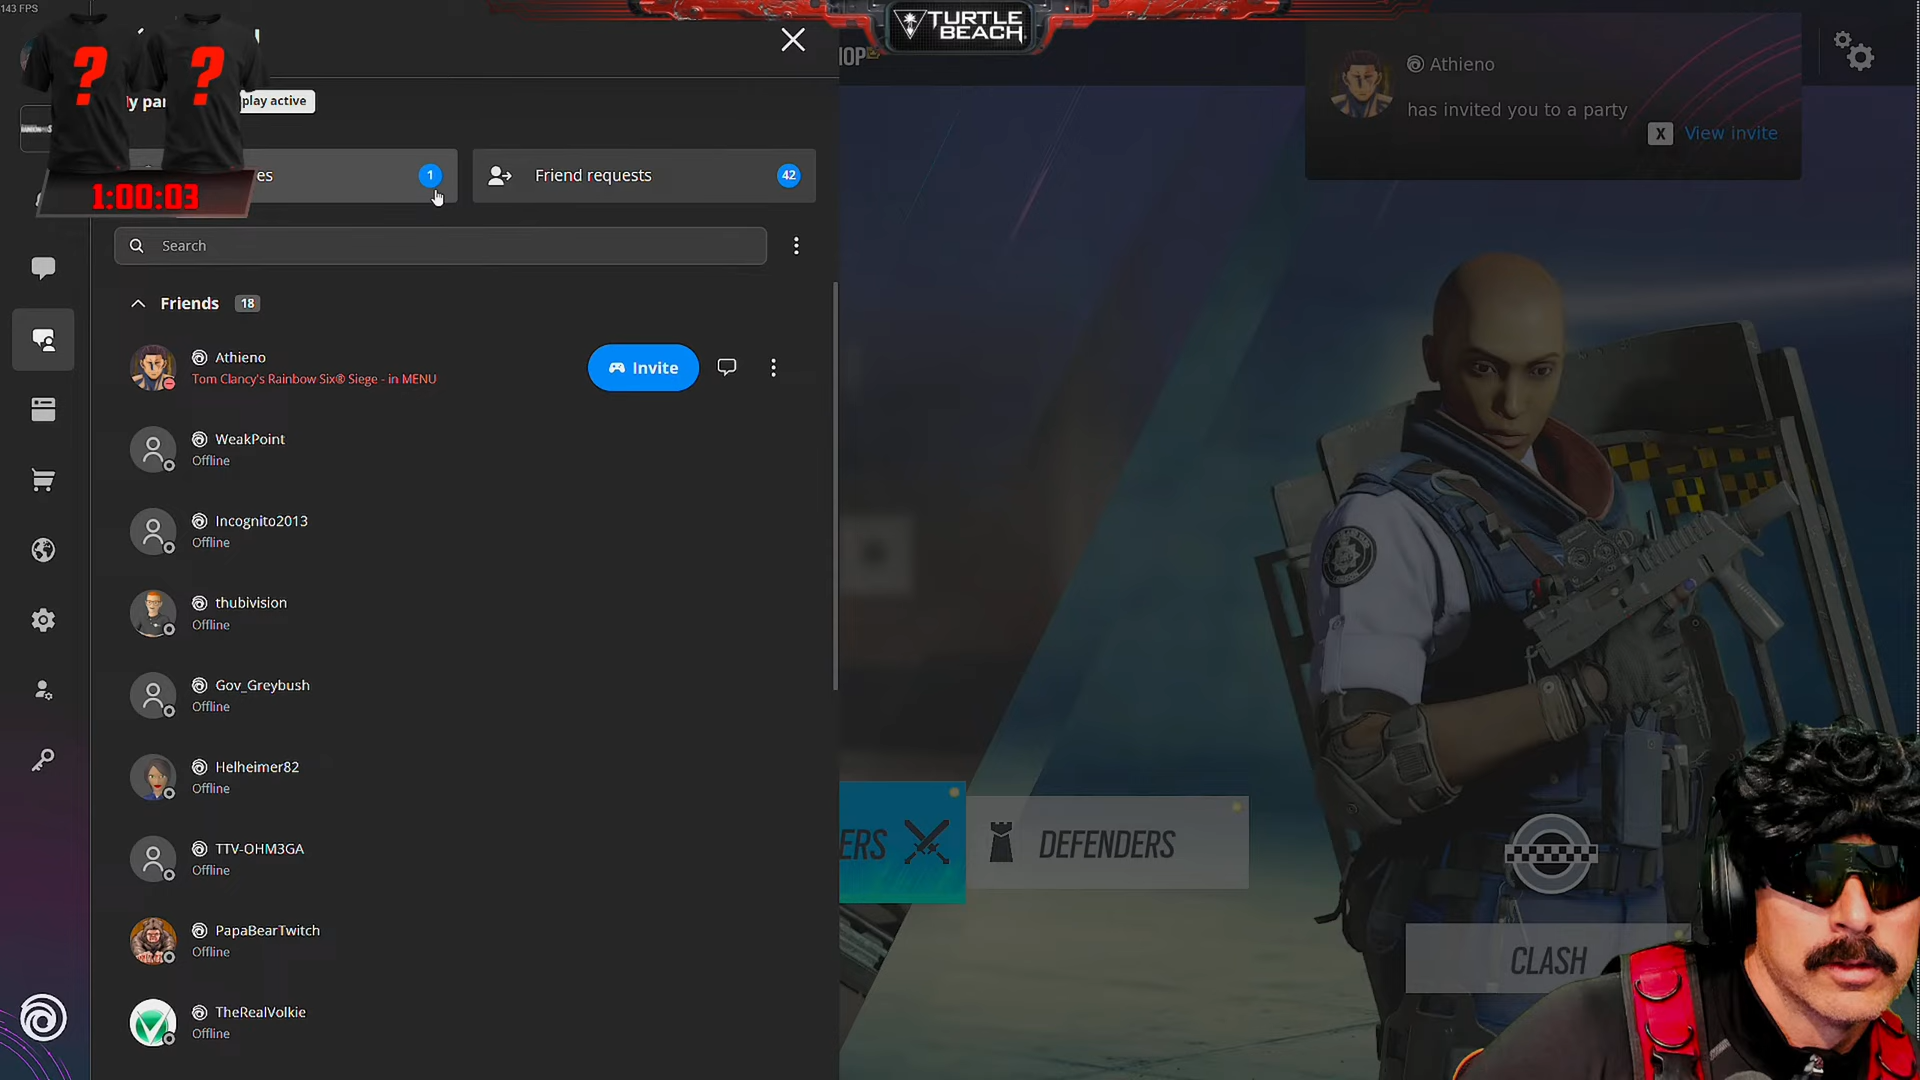 143 FPS
TURTLE
BEACH
? ?
play active
1:00:03
es 1
Friend requests 42
Search
Friends 18
Athieno
Tom Clancy's Rainbow Six® Siege - in MENU
Invite
WeakPoint
Offline
Incognito2013
Offline
thubivision
Offline
Gov_Greybush
Offline
Helheimer82
Offline
TTV-OHM3GA
Offline
PapaBearTwitch
Offline
TheRealVolkie
Offline
Athieno
has invited you to a party
X View invite
ERS
DEFENDERS
CLASH